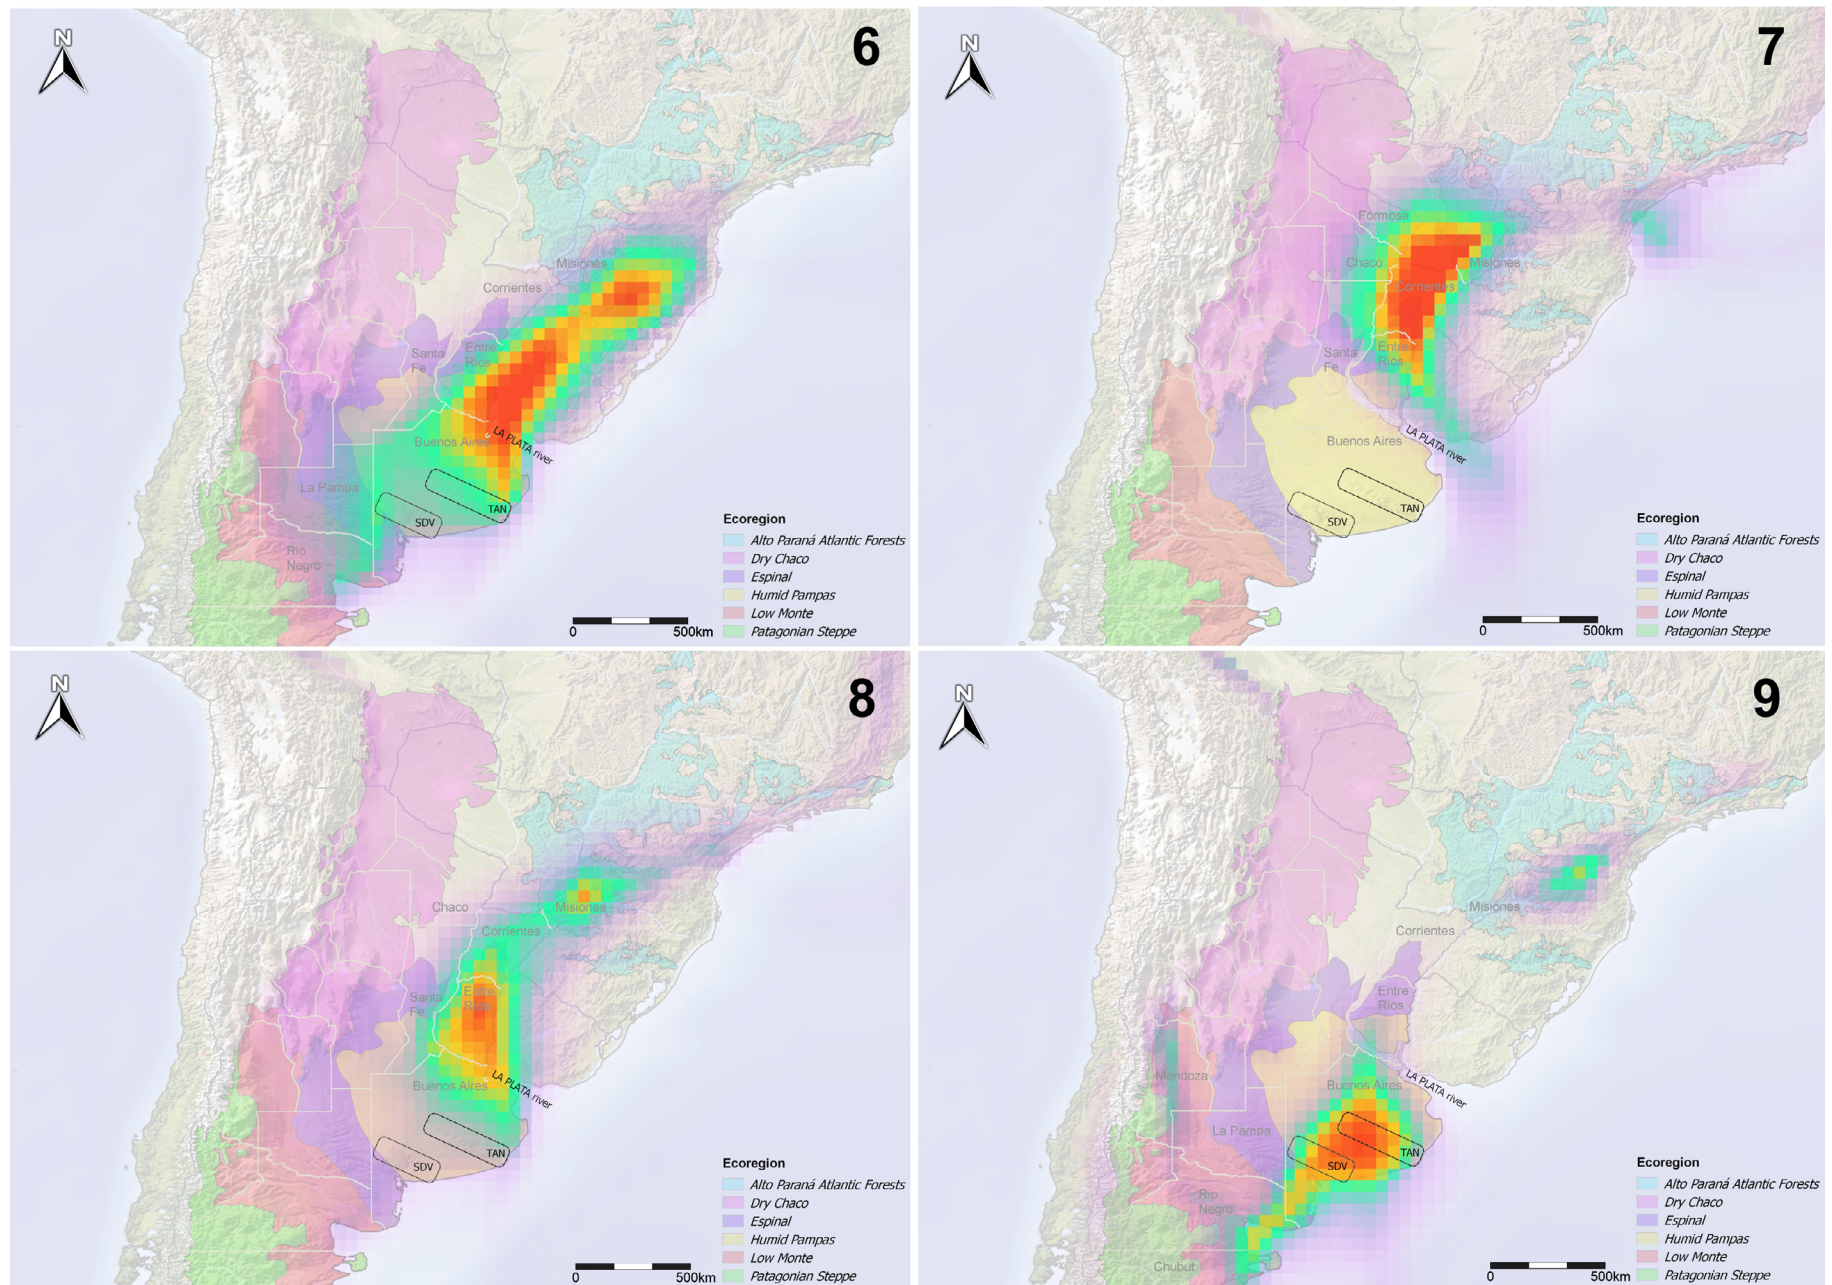 N
6
Misiones
Corrientes
Entre
Rios
Santa
Fe
Buenos Aires
LA PLATA river
La Pampa
TAN
SDV
Rio
Negro
Ecoregion
Alto Paraná Atlantic Forests
Dry Chaco
Espinal
Humid Pampas
Low Monte
Patagonian Steppe
0 500km
N
7
Formosa
Chaco
Misiones
Corrientes
Entre
Rios
Santa
Fe
Buenos Aires
LA PLATA river
TAN
SDV
Ecoregion
Alto Paraná Atlantic Forests
Dry Chaco
Espinal
Humid Pampas
Low Monte
Patagonian Steppe
0 500km
N
8
Chaco
Misiones
Corrientes
Entre
Rios
Santa
Fe
Buenos Aires
LA PLATA river
TAN
SDV
Ecoregion
Alto Paraná Atlantic Forests
Dry Chaco
Espinal
Humid Pampas
Low Monte
Patagonian Steppe
0 500km
N
9
Misiones
Corrientes
Entre
Rios
Mendoza
Buenos Aires
LA PLATA river
La Pampa
TAN
SDV
Rio
Negro
Chubut
Ecoregion
Alto Paraná Atlantic Forests
Dry Chaco
Espinal
Humid Pampas
Low Monte
Patagonian Steppe
0 500km